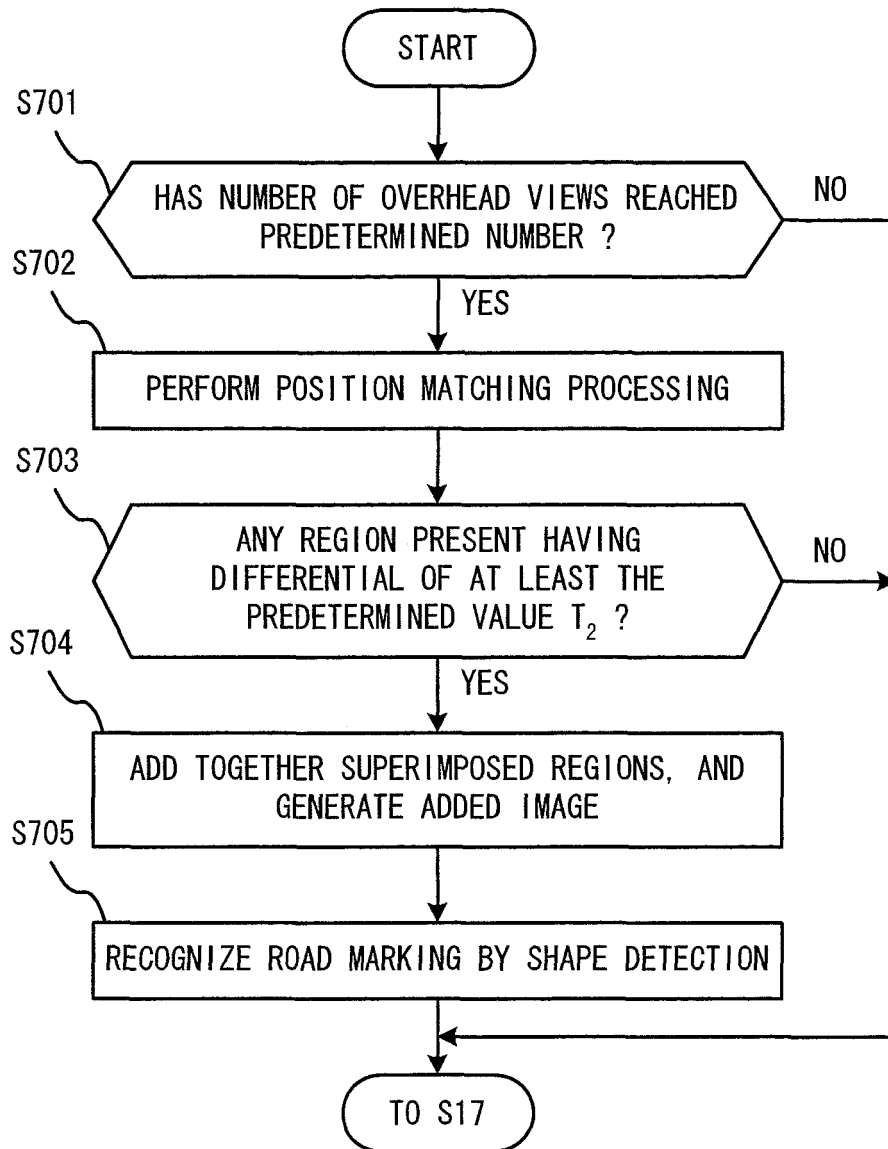 START
S701
HAS NUMBER OF OVERHEAD VIEWS REACHED
PREDETERMINED NUMBER ?
NO
S702
YES
PERFORM POSITION MATCHING PROCESSING
S703
ANY REGION PRESENT HAVING
DIFFERENTIAL OF AT LEAST THE
PREDETERMINED VALUE T₂ ?
NO
S704
YES
ADD TOGETHER SUPERIMPOSED REGIONS, AND
GENERATE ADDED IMAGE
S705
RECOGNIZE ROAD MARKING BY SHAPE DETECTION
TO S17